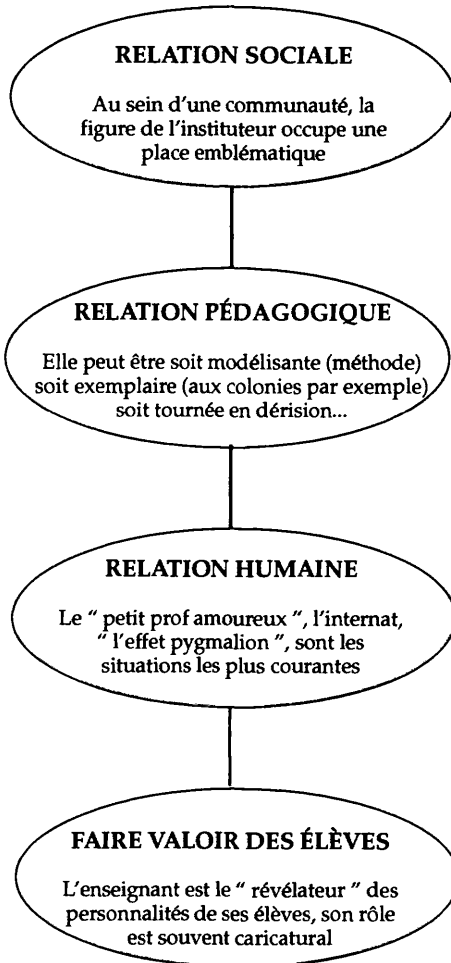 RELATION SOCIALE
Au sein d'une communauté, la
figure de l'instituteur occupe une
place emblématique
RELATION PÉDAGOGIQUE
Elle peut être soit modélisante (méthode)
soit exemplaire (aux colonies par exemple)
soit tournée en dérision...
RELATION HUMAINE
Le " petit prof amoureux ", l'internat,
" l'effet pygmalion ", sont les
situations les plus courantes
FAIRE VALOIR DES ÉLÈVES
L'enseignant est le " révélateur " des
personnalités de ses élèves, son rôle
est souvent caricatural